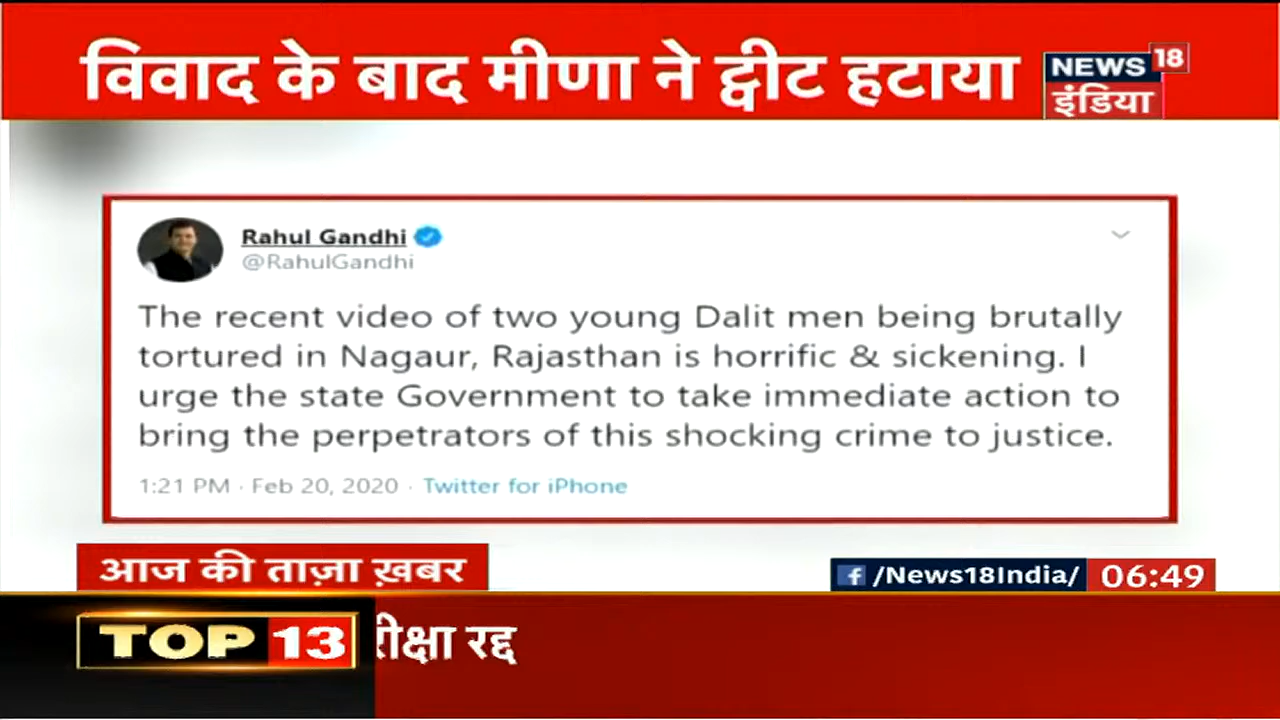 विवाद के बाद मीणा ने ट्वीट हटाया
NEWS 18
इंडिया
Rahul Gandhi
@RahulGandhi
The recent video of two young Dalit men being brutally
tortured in Nagaur, Rajasthan is horrific & sickening. I
urge the state Government to take immediate action to
bring the perpetrators of this shocking crime to justice.
1:21 PM · Feb 20, 2020 · Twitter for iPhone
आज की ताज़ा ख़बर
f /News18India/ 06:49
TOP 13
रद्द